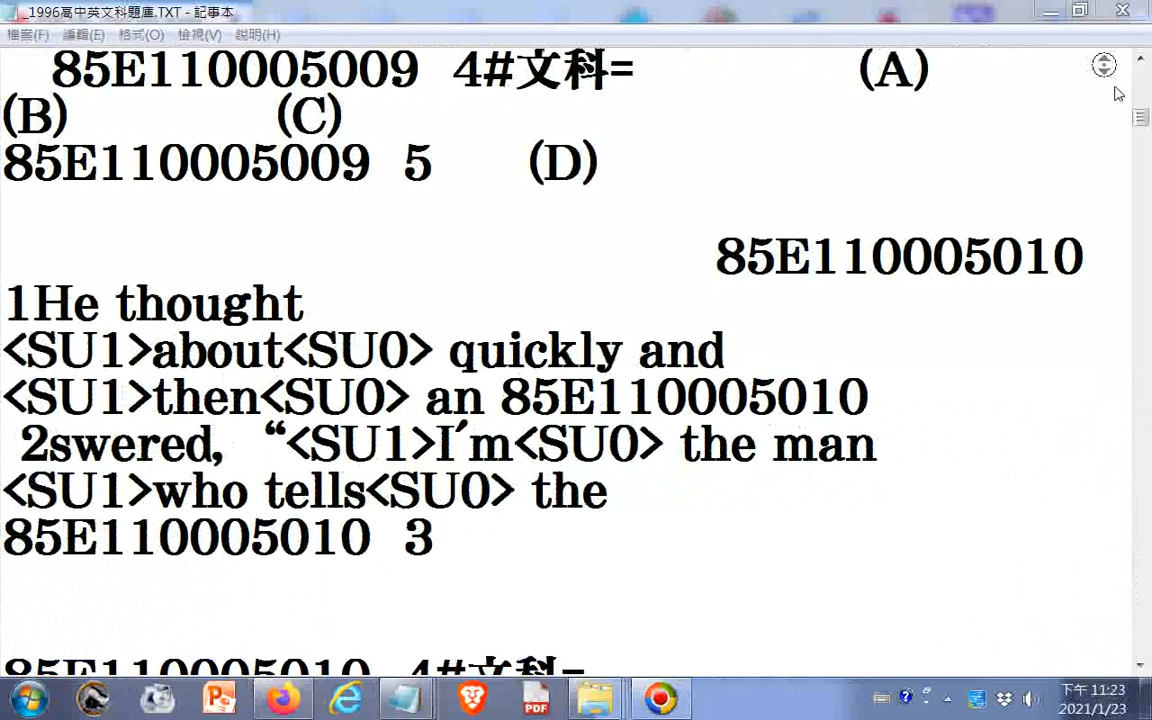 _1996高中英文科題庫.TXT - 記事本
檔案(F) 編輯(E) 格式(O) 檢視(V) 說明(H)
85E110005009 4#文科= (A)
(B) (C)
85E110005009 5 (D)
85E110005010
1He thought
<SU1>about<SU0> quickly and
<SU1>then<SU0> an 85E110005010
2swered, “<SU1>I'm<SU0> the man
<SU1>who tells<SU0> the
85E110005010 3
85E110005010 4#文科=
PDF
下午 11:23
2021/1/23